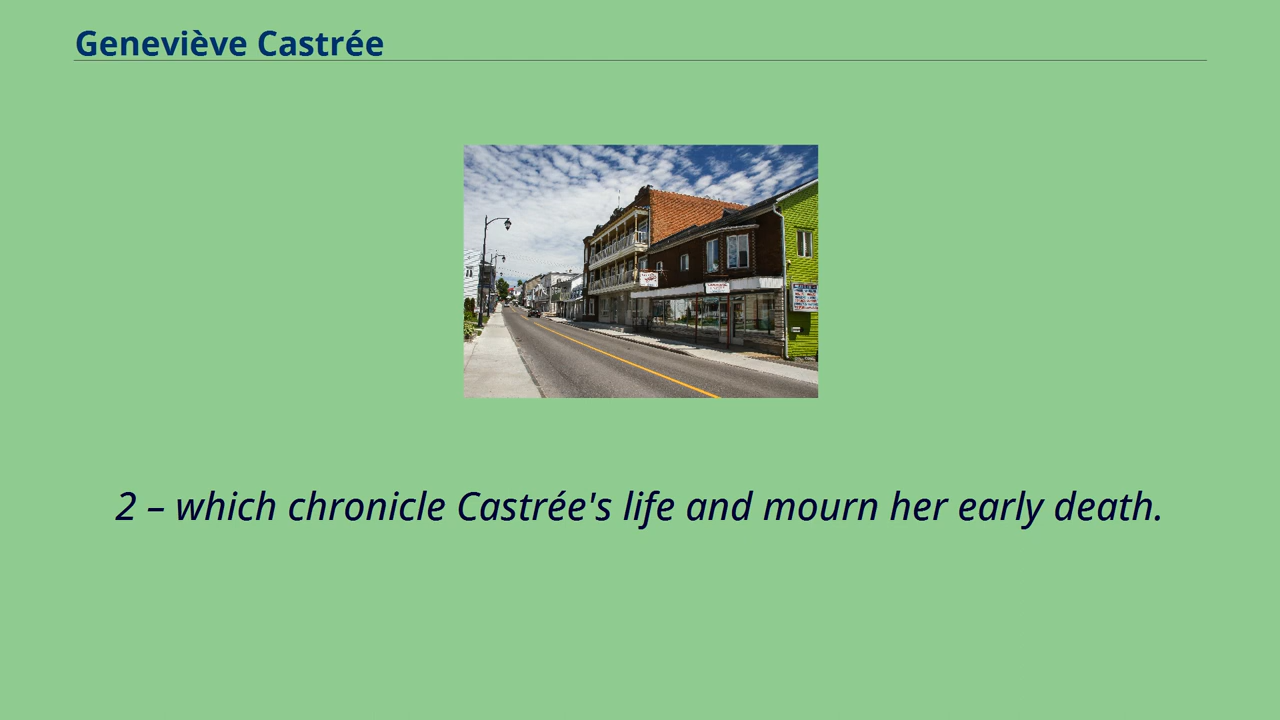 Geneviève Castrée
2 – which chronicle Castrée's life and mourn her early death.